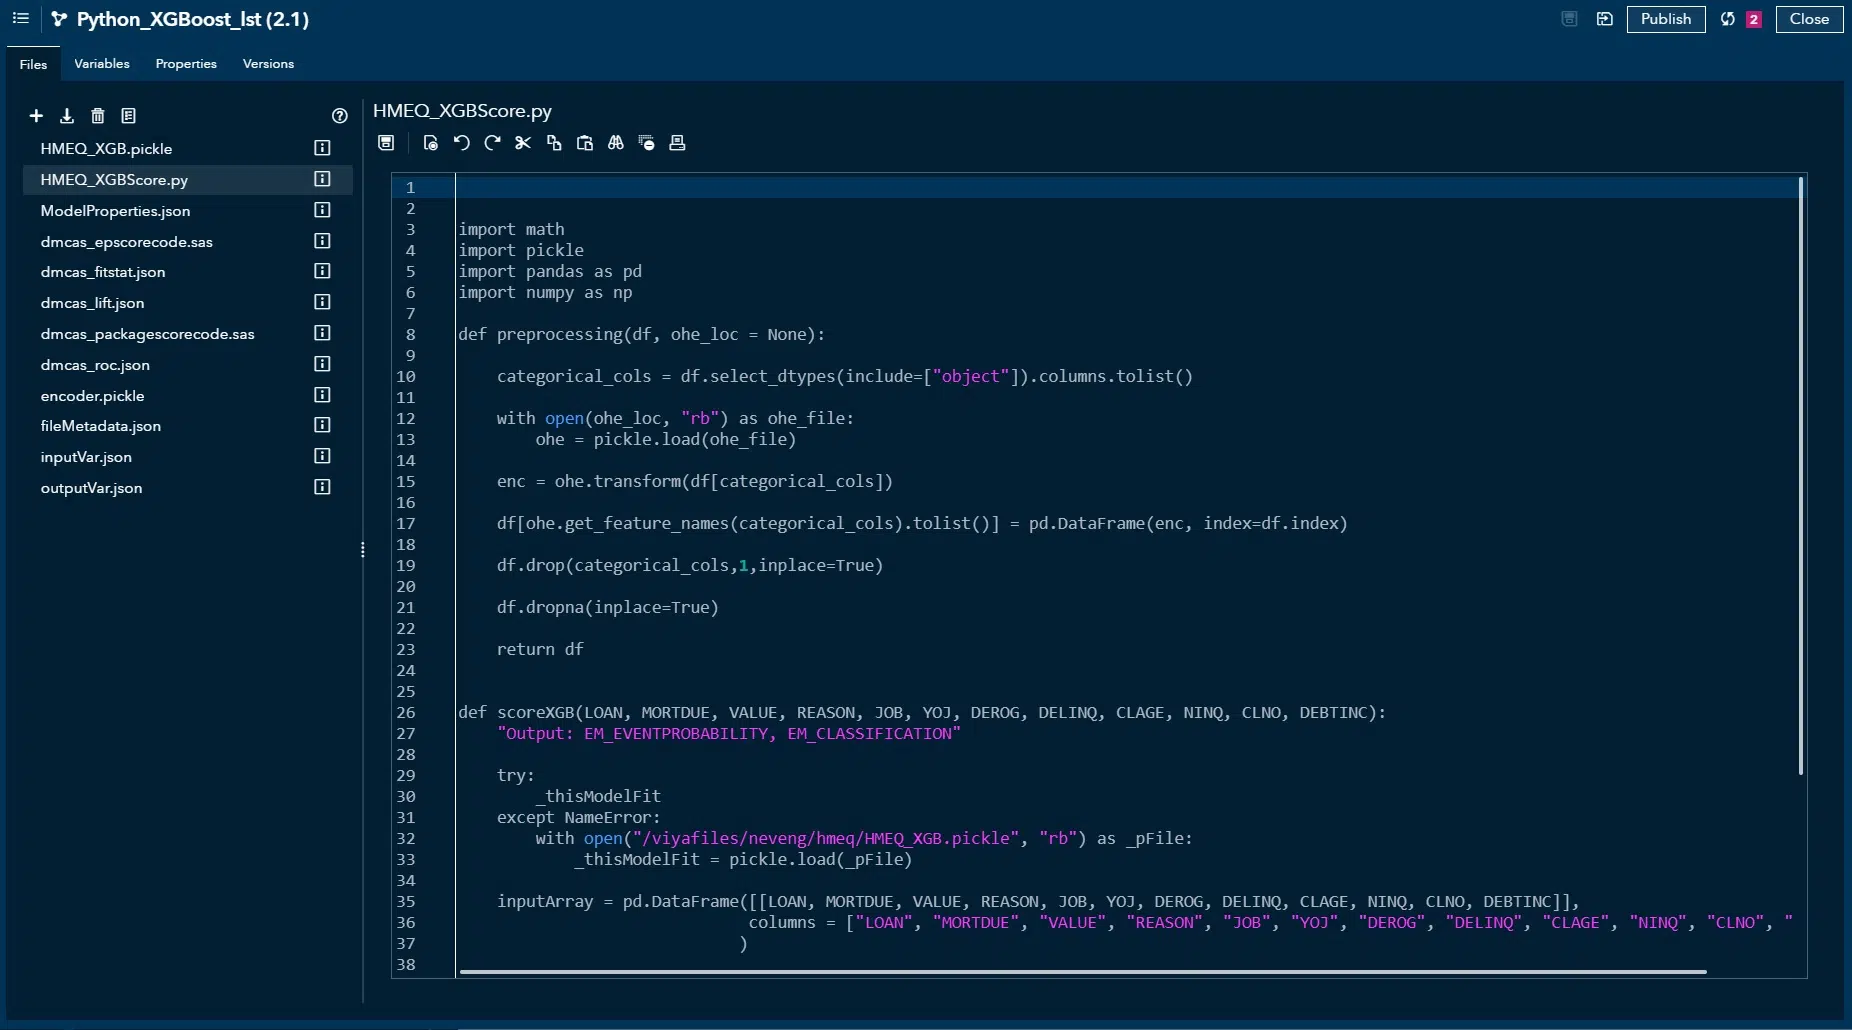 Python_XGBoost_lst (2.1)
Publish
2
Close
Files
Variables
Properties
Versions
HMEQ_XGB.pickle
HMEQ_XGBScore.py
ModelProperties.json
dmcas_epscorecode.sas
dmcas_fitstat.json
dmcas_lift.json
dmcas_packagescorecode.sas
dmcas_roc.json
encoder.pickle
fileMetadata.json
inputVar.json
outputVar.json
HMEQ_XGBScore.py
1
2
3 import math
4 import pickle
5 import pandas as pd
6 import numpy as np
7
8 def preprocessing(df, ohe_loc = None):
9
10     categorical_cols = df.select_dtypes(include=["object"]).columns.tolist()
11
12     with open(ohe_loc, "rb") as ohe_file:
13         ohe = pickle.load(ohe_file)
14
15     enc = ohe.transform(df[categorical_cols])
16
17     df[ohe.get_feature_names(categorical_cols).tolist()] = pd.DataFrame(enc, index=df.index)
18
19     df.drop(categorical_cols,1,inplace=True)
20
21     df.dropna(inplace=True)
22
23     return df
24
25
26 def scoreXGB(LOAN, MORTDUE, VALUE, REASON, JOB, YOJ, DEROG, DELINQ, CLAGE, NINQ, CLNO, DEBTINC):
27     "Output: EM_EVENTPROBABILITY, EM_CLASSIFICATION"
28
29     try:
30         _thisModelFit
31     except NameError:
32         with open("/viyafiles/neveng/hmeq/HMEQ_XGB.pickle", "rb") as _pFile:
33             _thisModelFit = pickle.load(_pFile)
34
35     inputArray = pd.DataFrame([[LOAN, MORTDUE, VALUE, REASON, JOB, YOJ, DEROG, DELINQ, CLAGE, NINQ, CLNO, DEBTINC]],
36                               columns = ["LOAN", "MORTDUE", "VALUE", "REASON", "JOB", "YOJ", "DEROG", "DELINQ", "CLAGE", "NINQ", "CLNO", "
37                              )
38